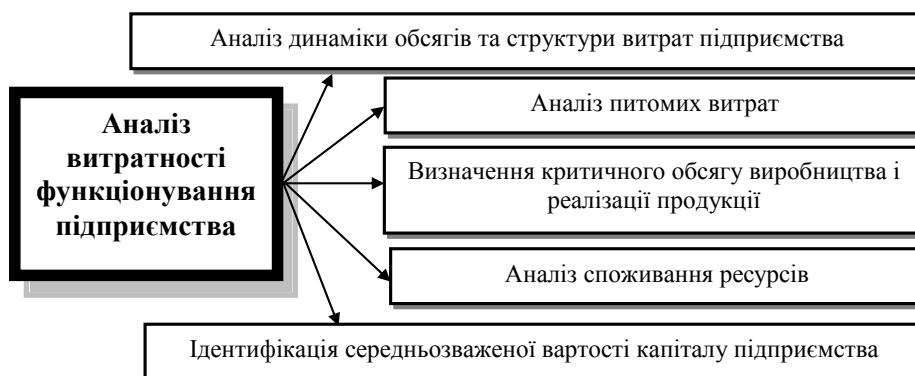 Аналіз динаміки обсягів та структури витрат підприємства
Аналіз
витратності
функціонування
підприємства
Аналіз питомих витрат
Визначення критичного обсягу виробництва і
реалізації продукції
Аналіз споживання ресурсів
Ідентифікація середньозваженої вартості капіталу підприємства